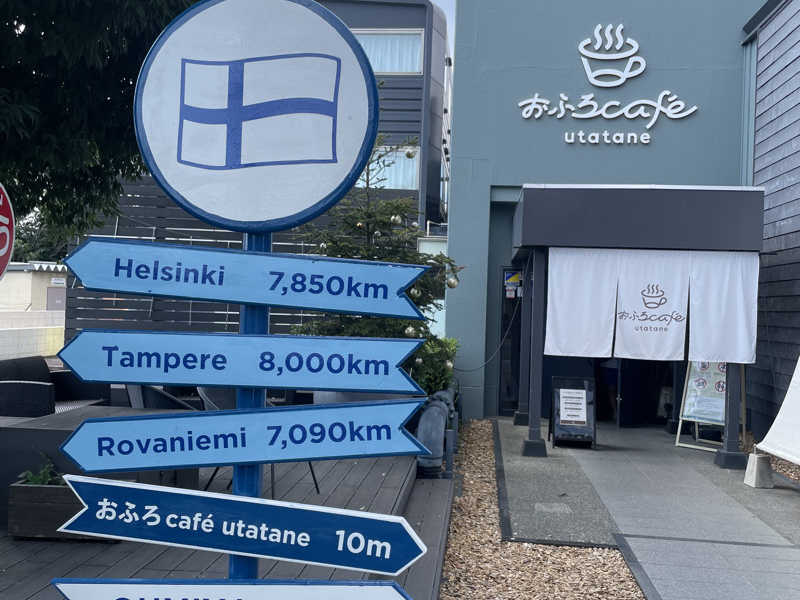 Helsinki 7,850km
Tampere 8,000km
Rovaniemi 7,090km
おふろ café utatane 10m
おふろcafé
utatane
おふろcafé
utatane